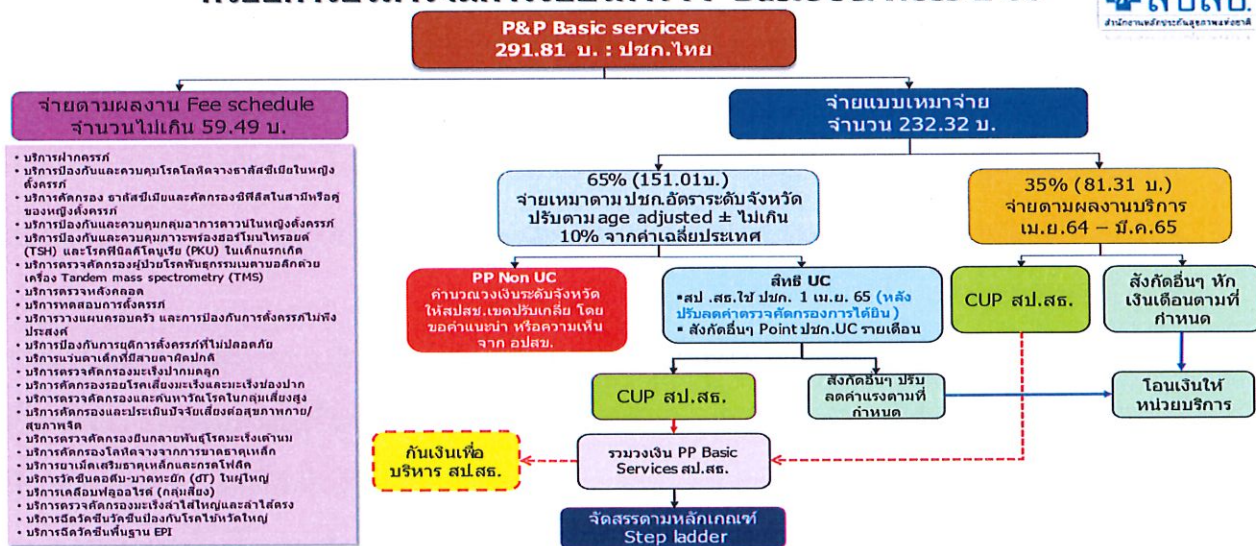 สปสช.
สำนักงานหลักประกันสุขภาพแห่งชาติ
P&P Basic services
291.81 บ. : ปชก.ไทย
จ่ายตามผลงาน Fee schedule
จำนวนไม่เกิน 59.49 บ.
• บริการฝากครรภ์
• บริการป้องกันและควบคุมโรคโลหิตจางธาลัสซีเมียในหญิง
ตั้งครรภ์
• บริการคัดกรอง ธาลัสซีเมียและคัดกรองซิฟิลิสในสามีหรือคู่
ของหญิงตั้งครรภ์
• บริการป้องกันและควบคุมกลุ่มอาการดาวน์ในหญิงตั้งครรภ์
• บริการป้องกันและควบคุมภาวะพร่องฮอร์โมนไทรอยด์
(TSH) และโรคฟีนิลคีโตนูเรีย (PKU) ในเด็กแรกเกิด
• บริการตรวจคัดกรองผู้ป่วยโรคพันธุกรรมเมตาบอลิกด้วย
เครื่อง Tandem mass spectrometry (TMS)
• บริการตรวจหลังคลอด
• บริการทดสอบการตั้งครรภ์
• บริการวางแผนครอบครัว และการป้องกันการตั้งครรภ์ไม่พึง
ประสงค์
• บริการป้องกันการยุติการตั้งครรภ์ที่ไม่ปลอดภัย
• บริการแว่นตาเด็กที่มีสายตาผิดปกติ
• บริการตรวจคัดกรองมะเร็งปากมดลูก
• บริการคัดกรองรอยโรคเสี่ยงมะเร็งและมะเร็งช่องปาก
• บริการตรวจคัดกรองและค้นหาวัณโรคในกลุ่มเสี่ยงสูง
• บริการคัดกรองและประเมินปัจจัยเสี่ยงต่อสุขภาพกาย/
สุขภาพจิต
• บริการตรวจคัดกรองยีนกลายพันธุ์โรคมะเร็งเต้านม
• บริการคัดกรองโลหิตจางจากการขาดธาตุเหล็ก
• บริการยาเม็ดเสริมธาตุเหล็กและกรดโฟลิค
• บริการวัคซีนคอตีบ-บาดทะยัก (dT) ในผู้ใหญ่
• บริการเคลือบฟลูออไรด์ (กลุ่มเสี่ยง)
• บริการตรวจคัดกรองมะเร็งลำไส้ใหญ่และลำไส้ตรง
• บริการฉีดวัคซีนวัคซีนป้องกันโรคไข้หวัดใหญ่
• บริการฉีดวัคซีนพื้นฐาน EPI
จ่ายแบบเหมาจ่าย
จำนวน 232.32 บ.
65% (151.01บ.)
จ่ายเหมาตามปชก.อัตราระดับจังหวัด
ปรับตามage adjusted ± ไม่เกิน
10% จากค่าเฉลี่ยประเทศ
35% (81.31 บ.)
จ่ายตามผลงานบริการ
เม.ย.64 – มี.ค.65
PP Non UC
คำนวณวงเงินระดับจังหวัด
ให้สปสช.เขตปรับเกลี่ย โดย
ขอคำแนะนำ หรือความเห็น
จาก อปสข.
สิทธิ UC
▪สป .สธ.ใช้ ปชก. 1 เม.ย. 65 (หลัง
ปรับลดค่าตรวจคัดกรองการได้ยิน)
▪ สังกัดอื่นๆ Point ปชก.UC รายเดือน
CUP สป.สธ.
สังกัดอื่นๆ หัก
เงินเดือนตามที่
กำหนด
CUP สป.สธ.
สังกัดอื่นๆ ปรับ
ลดค่าแรงตามที่
กำหนด
โอนเงินให้
หน่วยบริการ
กันเงินเพื่อ
บริหาร สป.สธ.
รวมวงเงิน PP Basic
Services สป.สธ.
จัดสรรตามหลักเกณฑ์
Step ladder